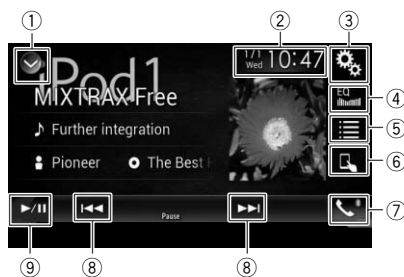 ① ② ③
iPod1
1/1 Wed 10:47
MIXTRAX Free
EQ
④
Further integration
⑤
Pioneer The Best
⑥
Pause
⑦
⑨ ⑧ ⑧